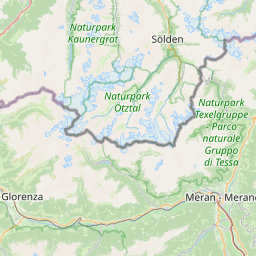 Naturpark
Kaunergrat
Sölden
Naturpark
Ötztal
Naturpark
Texelgruppe
- Parco
naturale
Gruppo
di Tessa
Glorenza
Meran - Merano